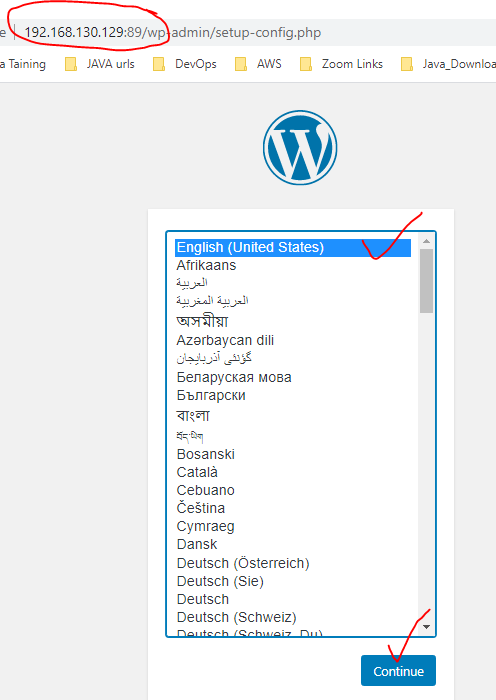 e 192.168.130.129:89/wp-admin/setup-config.php
a Taining JAVA urls DevOps AWS Zoom Links Java_Downloa
English (United States)
Afrikaans
العربية
العربية المغربية
অসমীয়া
Azərbaycan dili
گؤنئی آذربایجان
Беларуская мова
Български
বাংলা
བོད་ཡིག
Bosanski
Català
Cebuano
Čeština
Cymraeg
Dansk
Deutsch (Österreich)
Deutsch (Sie)
Deutsch
Deutsch (Schweiz)
Deutsch (Schweiz, Du)
Continue